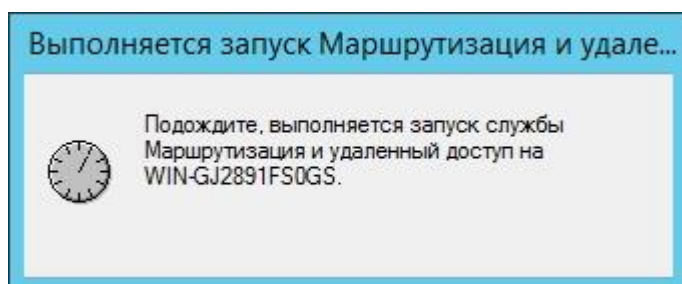 Выполняется запуск Маршрутизация и удале...
Подождите, выполняется запуск службы
Маршрутизация и удаленный доступ на
WIN-GJ2891FS0GS.